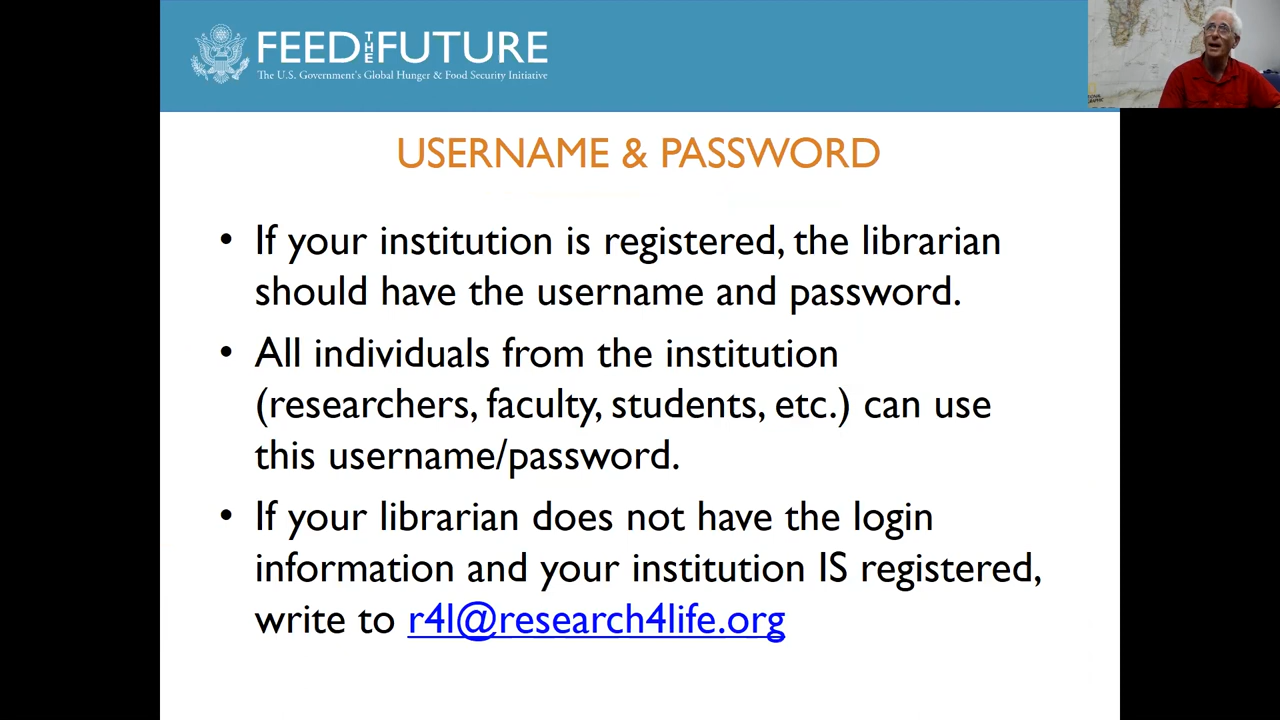 FEED THE FUTURE
The U.S. Government's Global Hunger & Food Security Initiative
USERNAME & PASSWORD
• If your institution is registered, the librarian
should have the username and password.
• All individuals from the institution
(researchers, faculty, students, etc.) can use
this username/password.
• If your librarian does not have the login
information and your institution IS registered,
write to r4l@research4life.org